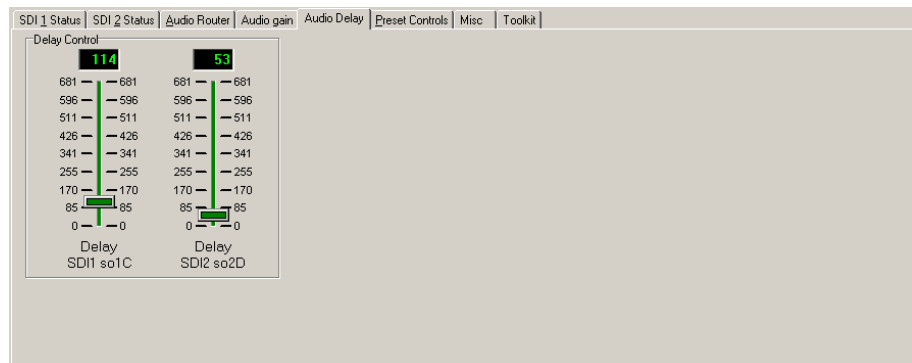 SDI 1 Status SDI 2 Status Audio Router Audio gain Audio Delay Preset Controls Misc Toolkit
Delay Control
114 53
681 681 681 681
596 596 596 596
511 511 511 511
426 426 426 426
341 341 341 341
255 255 255 255
170 170 170 170
85 85 85 85
0 0 0 0
Delay Delay
SDI1 so1C SDI2 so2D